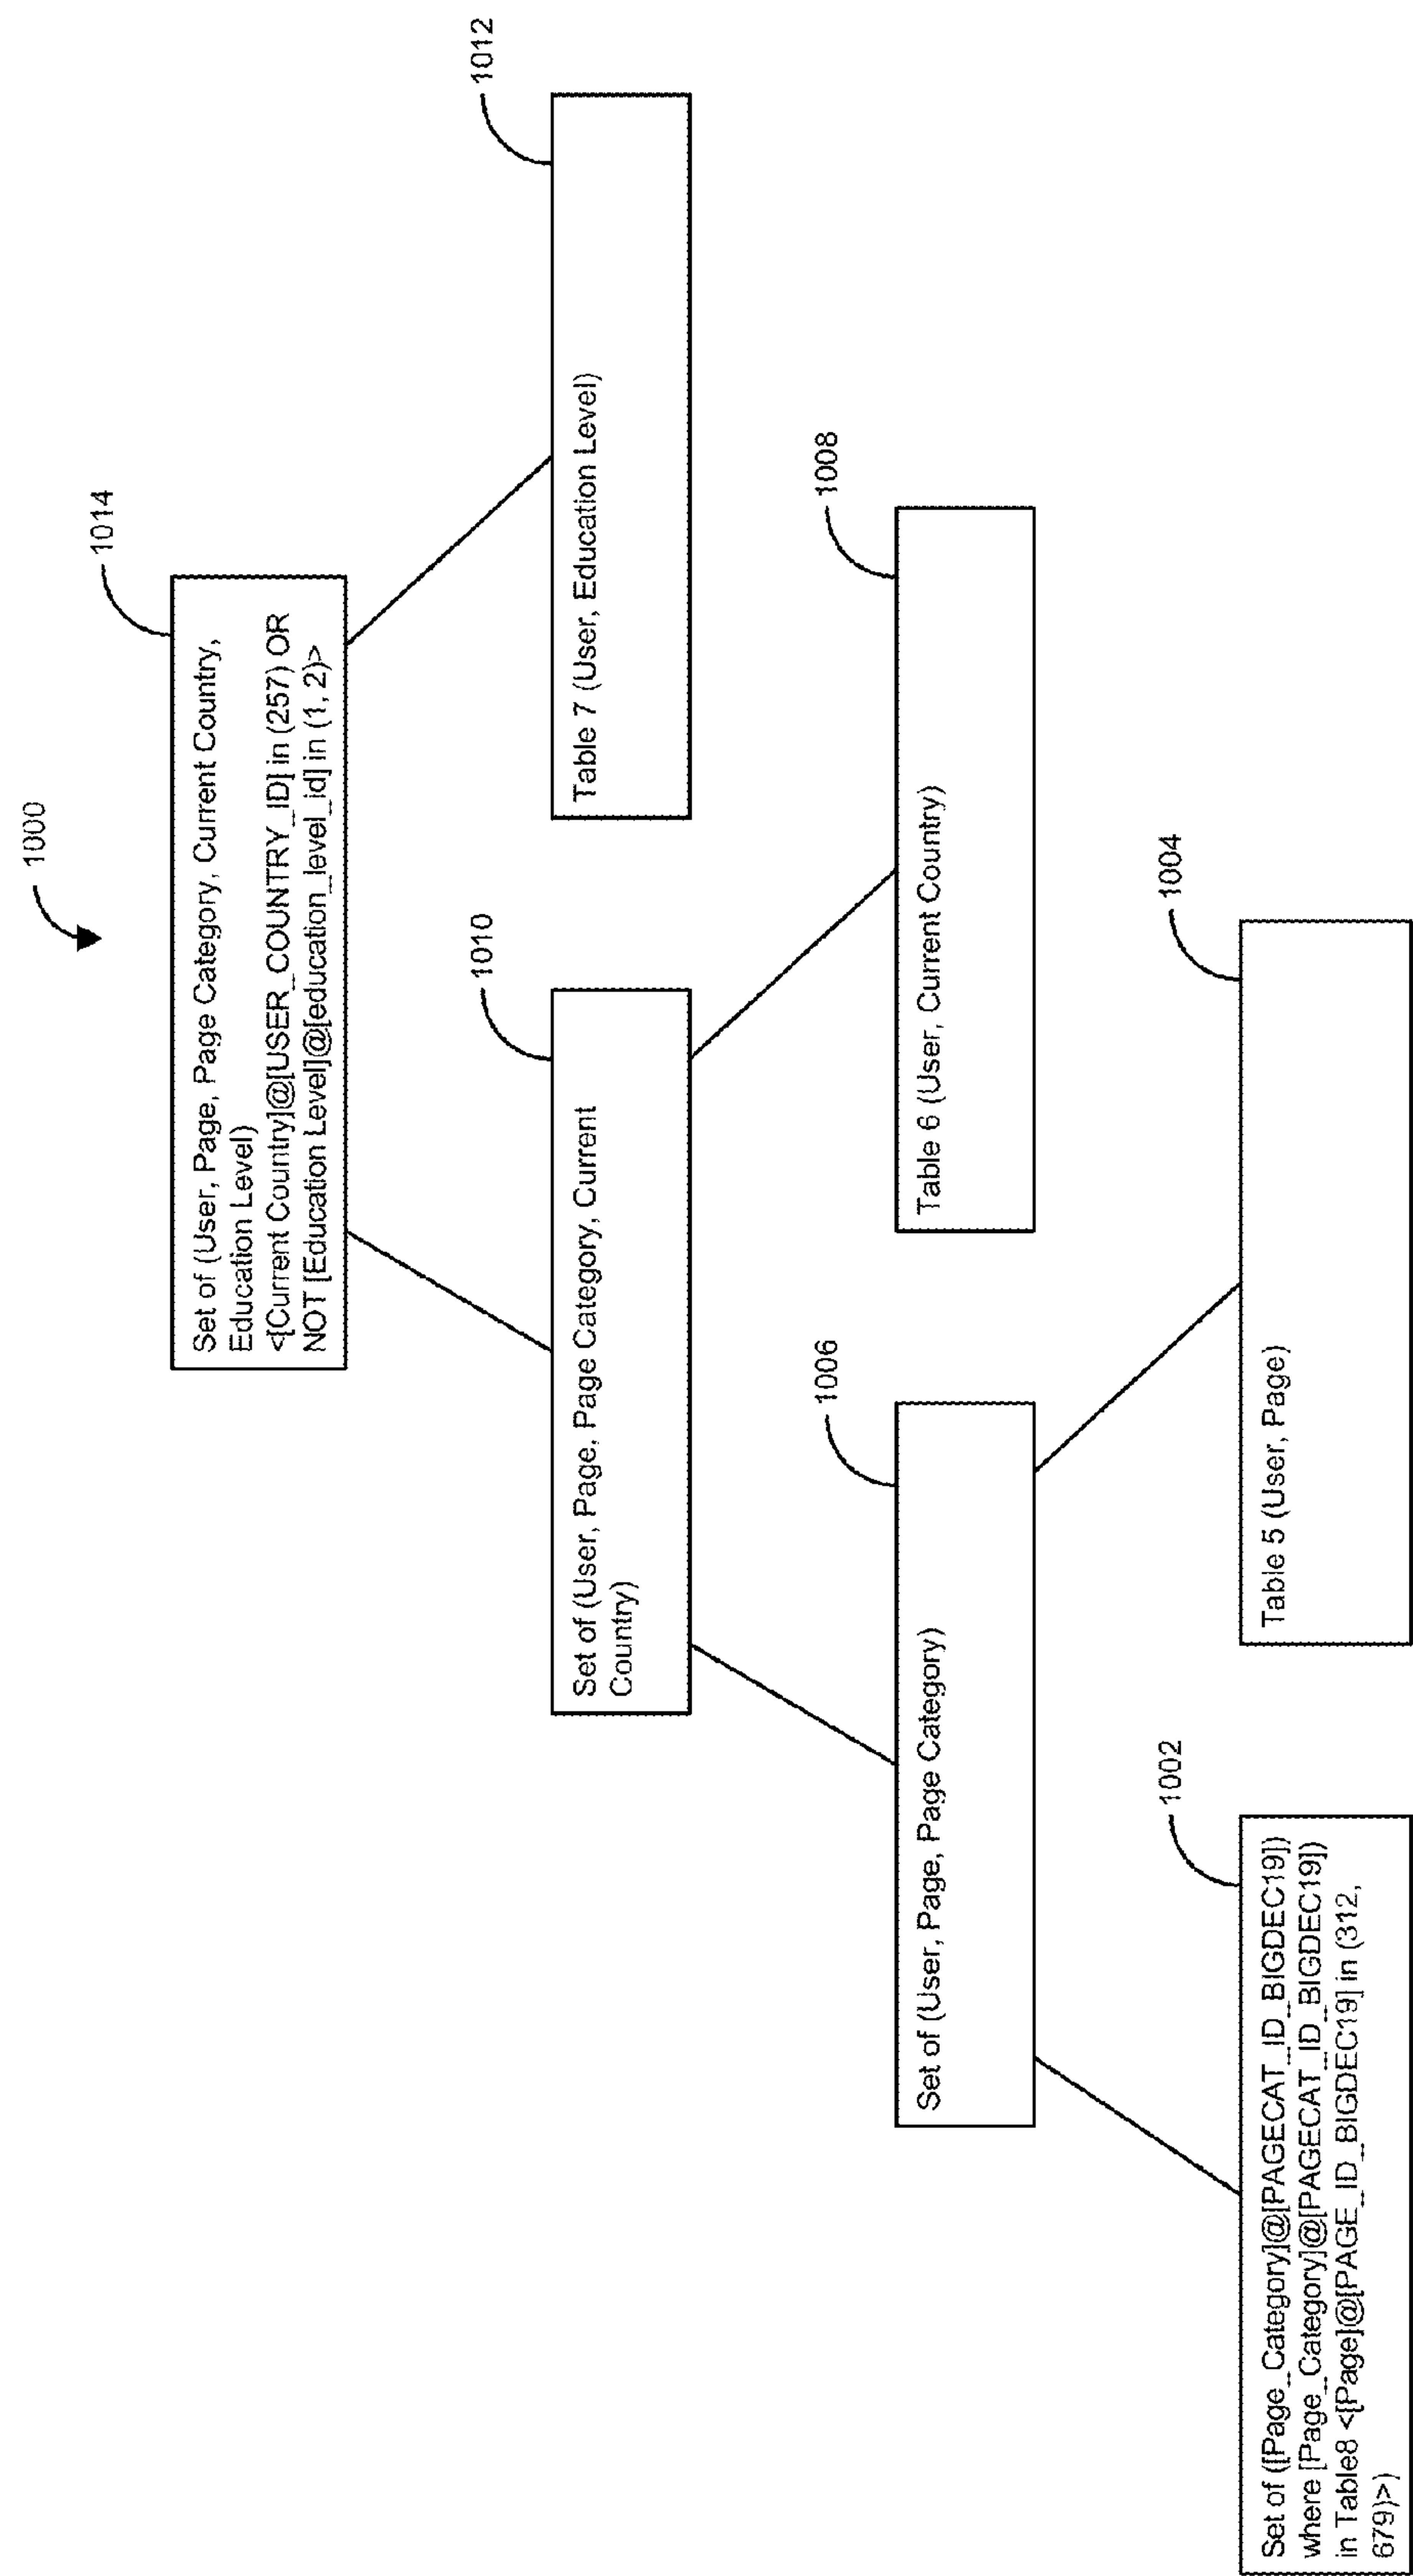 1000
1014
Set of (User, Page, Page Category, Current Country,
Education Level)
<[Current Country]@[USER_COUNTRY_ID] in (257) OR
NOT [Education Level]@[education_level_id] in (1, 2)>
1010
Set of (User, Page, Page Category, Current
Country)
1012
Table 7 (User, Education Level)
1006
Set of (User, Page, Page Category)
1008
Table 6 (User, Current Country)
1002
Set of ([Page_Category]@[PAGECAT_ID_BIGDEC19])
where [Page_Category]@[PAGECAT_ID_BIGDEC19])
in Table8 <[Page]@[PAGE_ID_BIGDEC19] in (312,
679)>)
1004
Table 5 (User, Page)